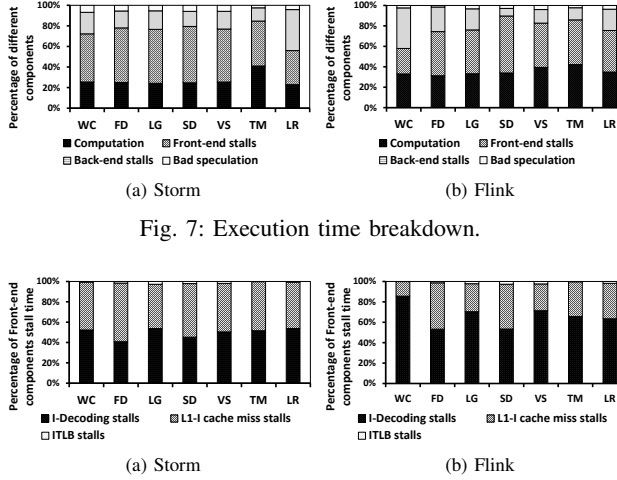 Percentage of different
components
100%
80%
60%
40%
20%
0%
WC FD LG SD VS TM LR
Computation Front-end stalls
Back-end stalls Bad speculation
(a) Storm
Percentage of different
components
100%
80%
60%
40%
20%
0%
WC FD LG SD VS TM LR
Computation Front-end stalls
Back-end stalls Bad speculation
(b) Flink
Fig. 7: Execution time breakdown.
Percentage of Front-end
components stall time
100%
80%
60%
40%
20%
0%
WC FD LG SD VS TM LR
I-Decoding stalls L1-I cache miss stalls
ITLB stalls
(a) Storm
Percentage of Front-end
components stall time
100%
80%
60%
40%
20%
0%
WC FD LG SD VS TM LR
I-Decoding stalls L1-I cache miss stalls
ITLB stalls
(b) Flink